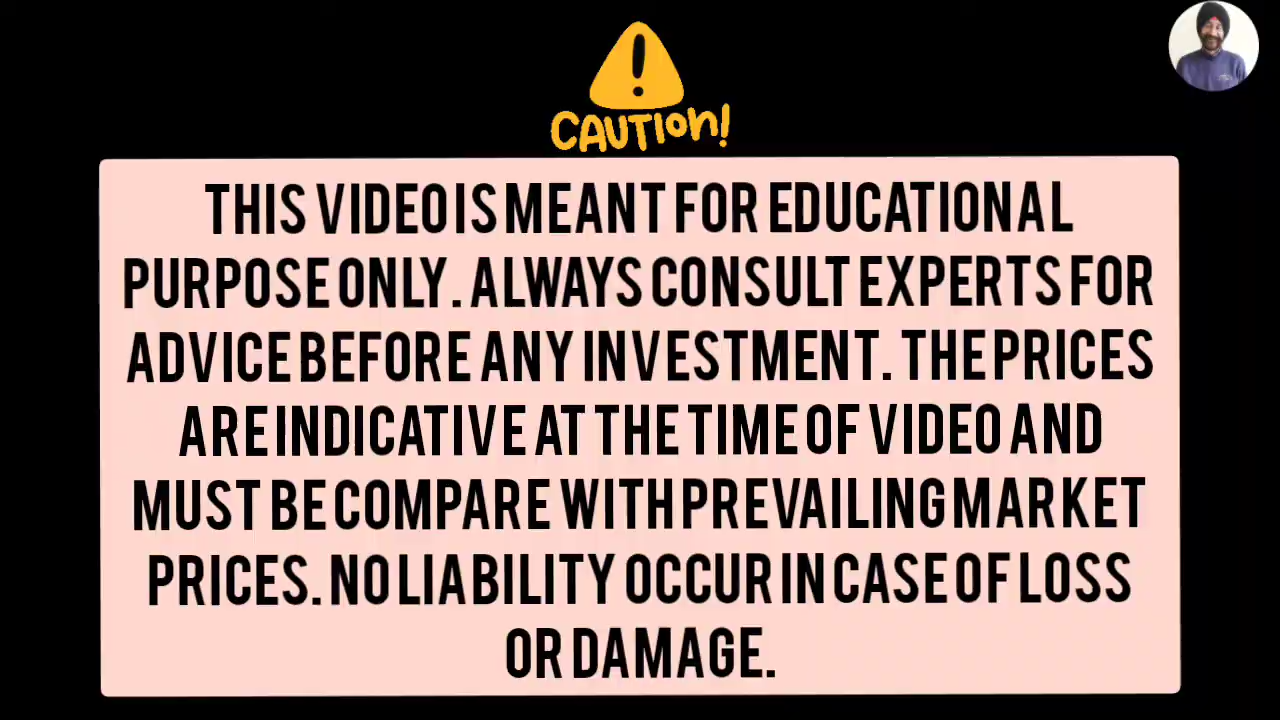 CAUTION!
THIS VIDEO IS MEANT FOR EDUCATIONAL
PURPOSE ONLY. ALWAYS CONSULT EXPERTS FOR
ADVICE BEFORE ANY INVESTMENT. THE PRICES
ARE INDICATIVE AT THE TIME OF VIDEO AND
MUST BE COMPARE WITH PREVAILING MARKET
PRICES. NO LIABILITY OCCUR IN CASE OF LOSS
OR DAMAGE.